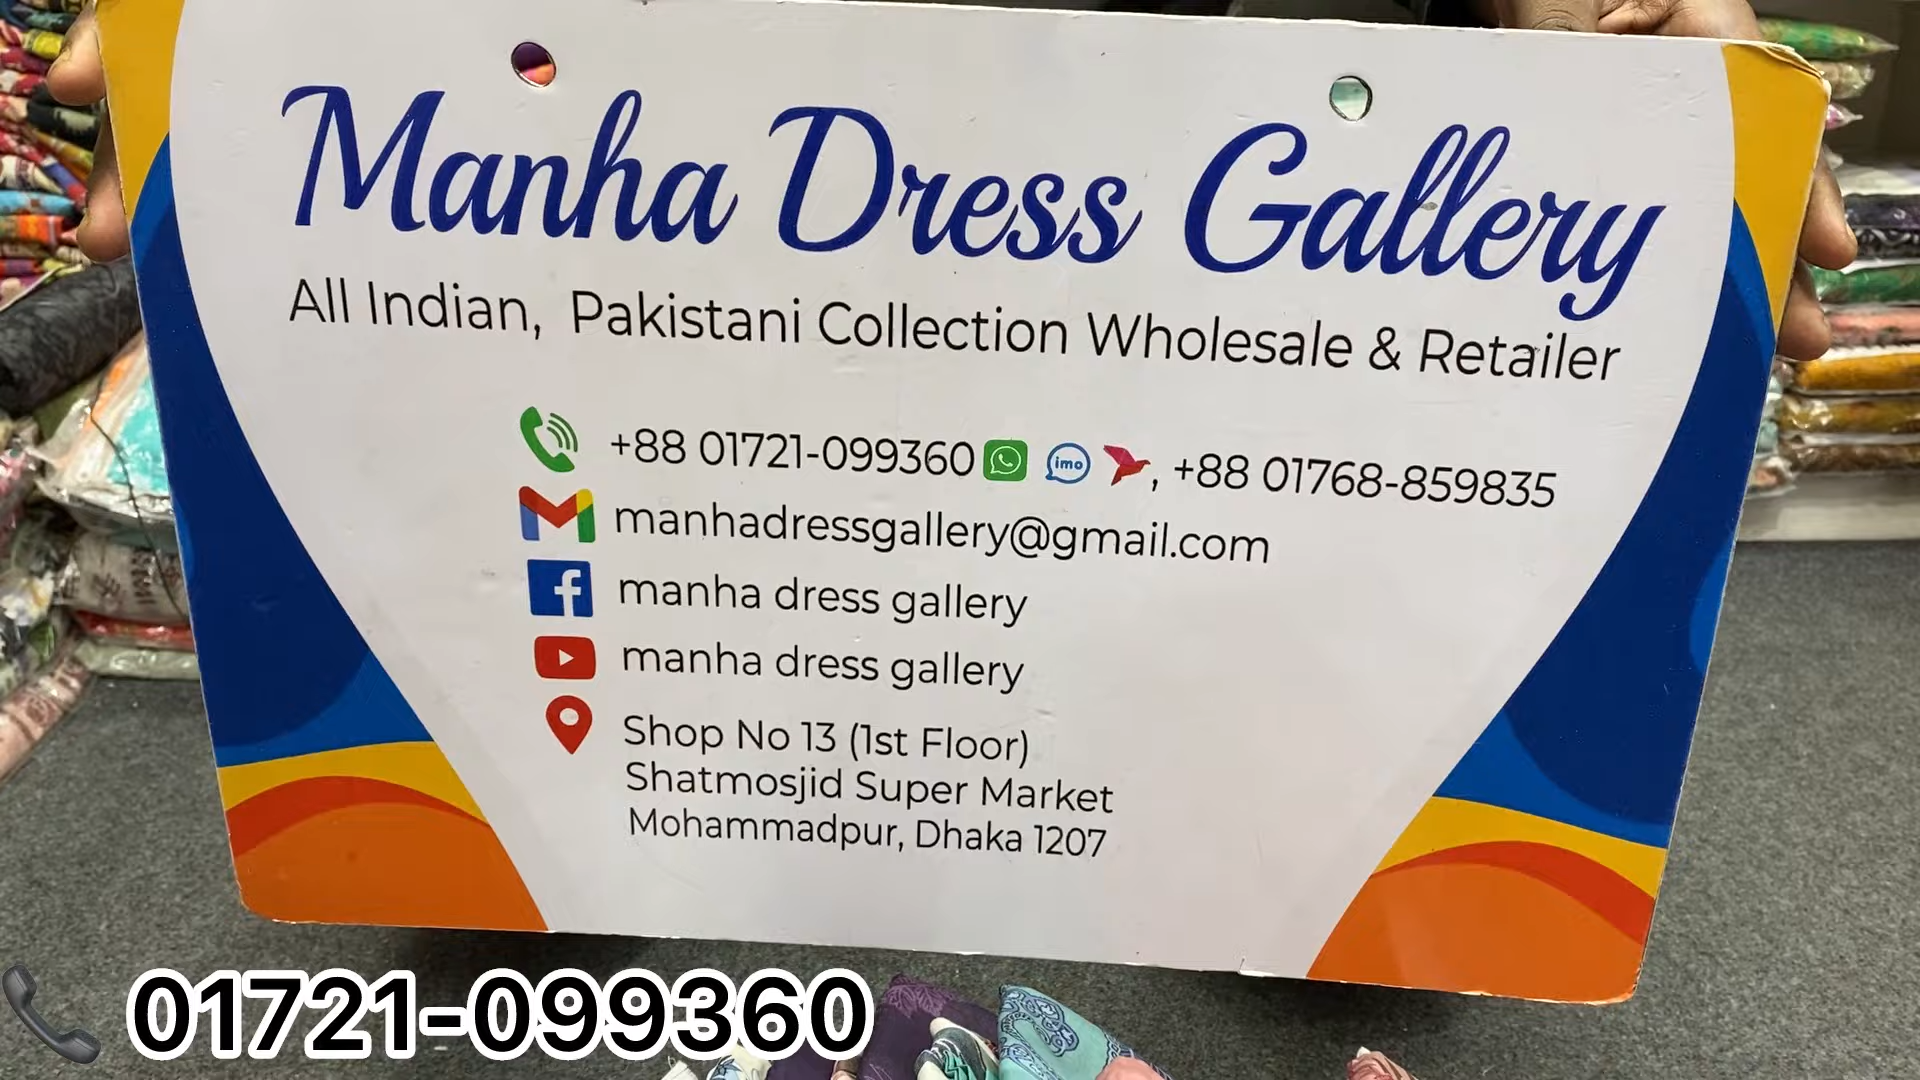 Manha Dress Gallery
All Indian, Pakistani Collection Wholesale & Retailer
+88 01721-099360 imo, +88 01768-859835
manhadressgallery@gmail.com
manha dress gallery
manha dress gallery
Shop No 13 (1st Floor)
Shatmosjid Super Market
Mohammadpur, Dhaka 1207
01721-099360